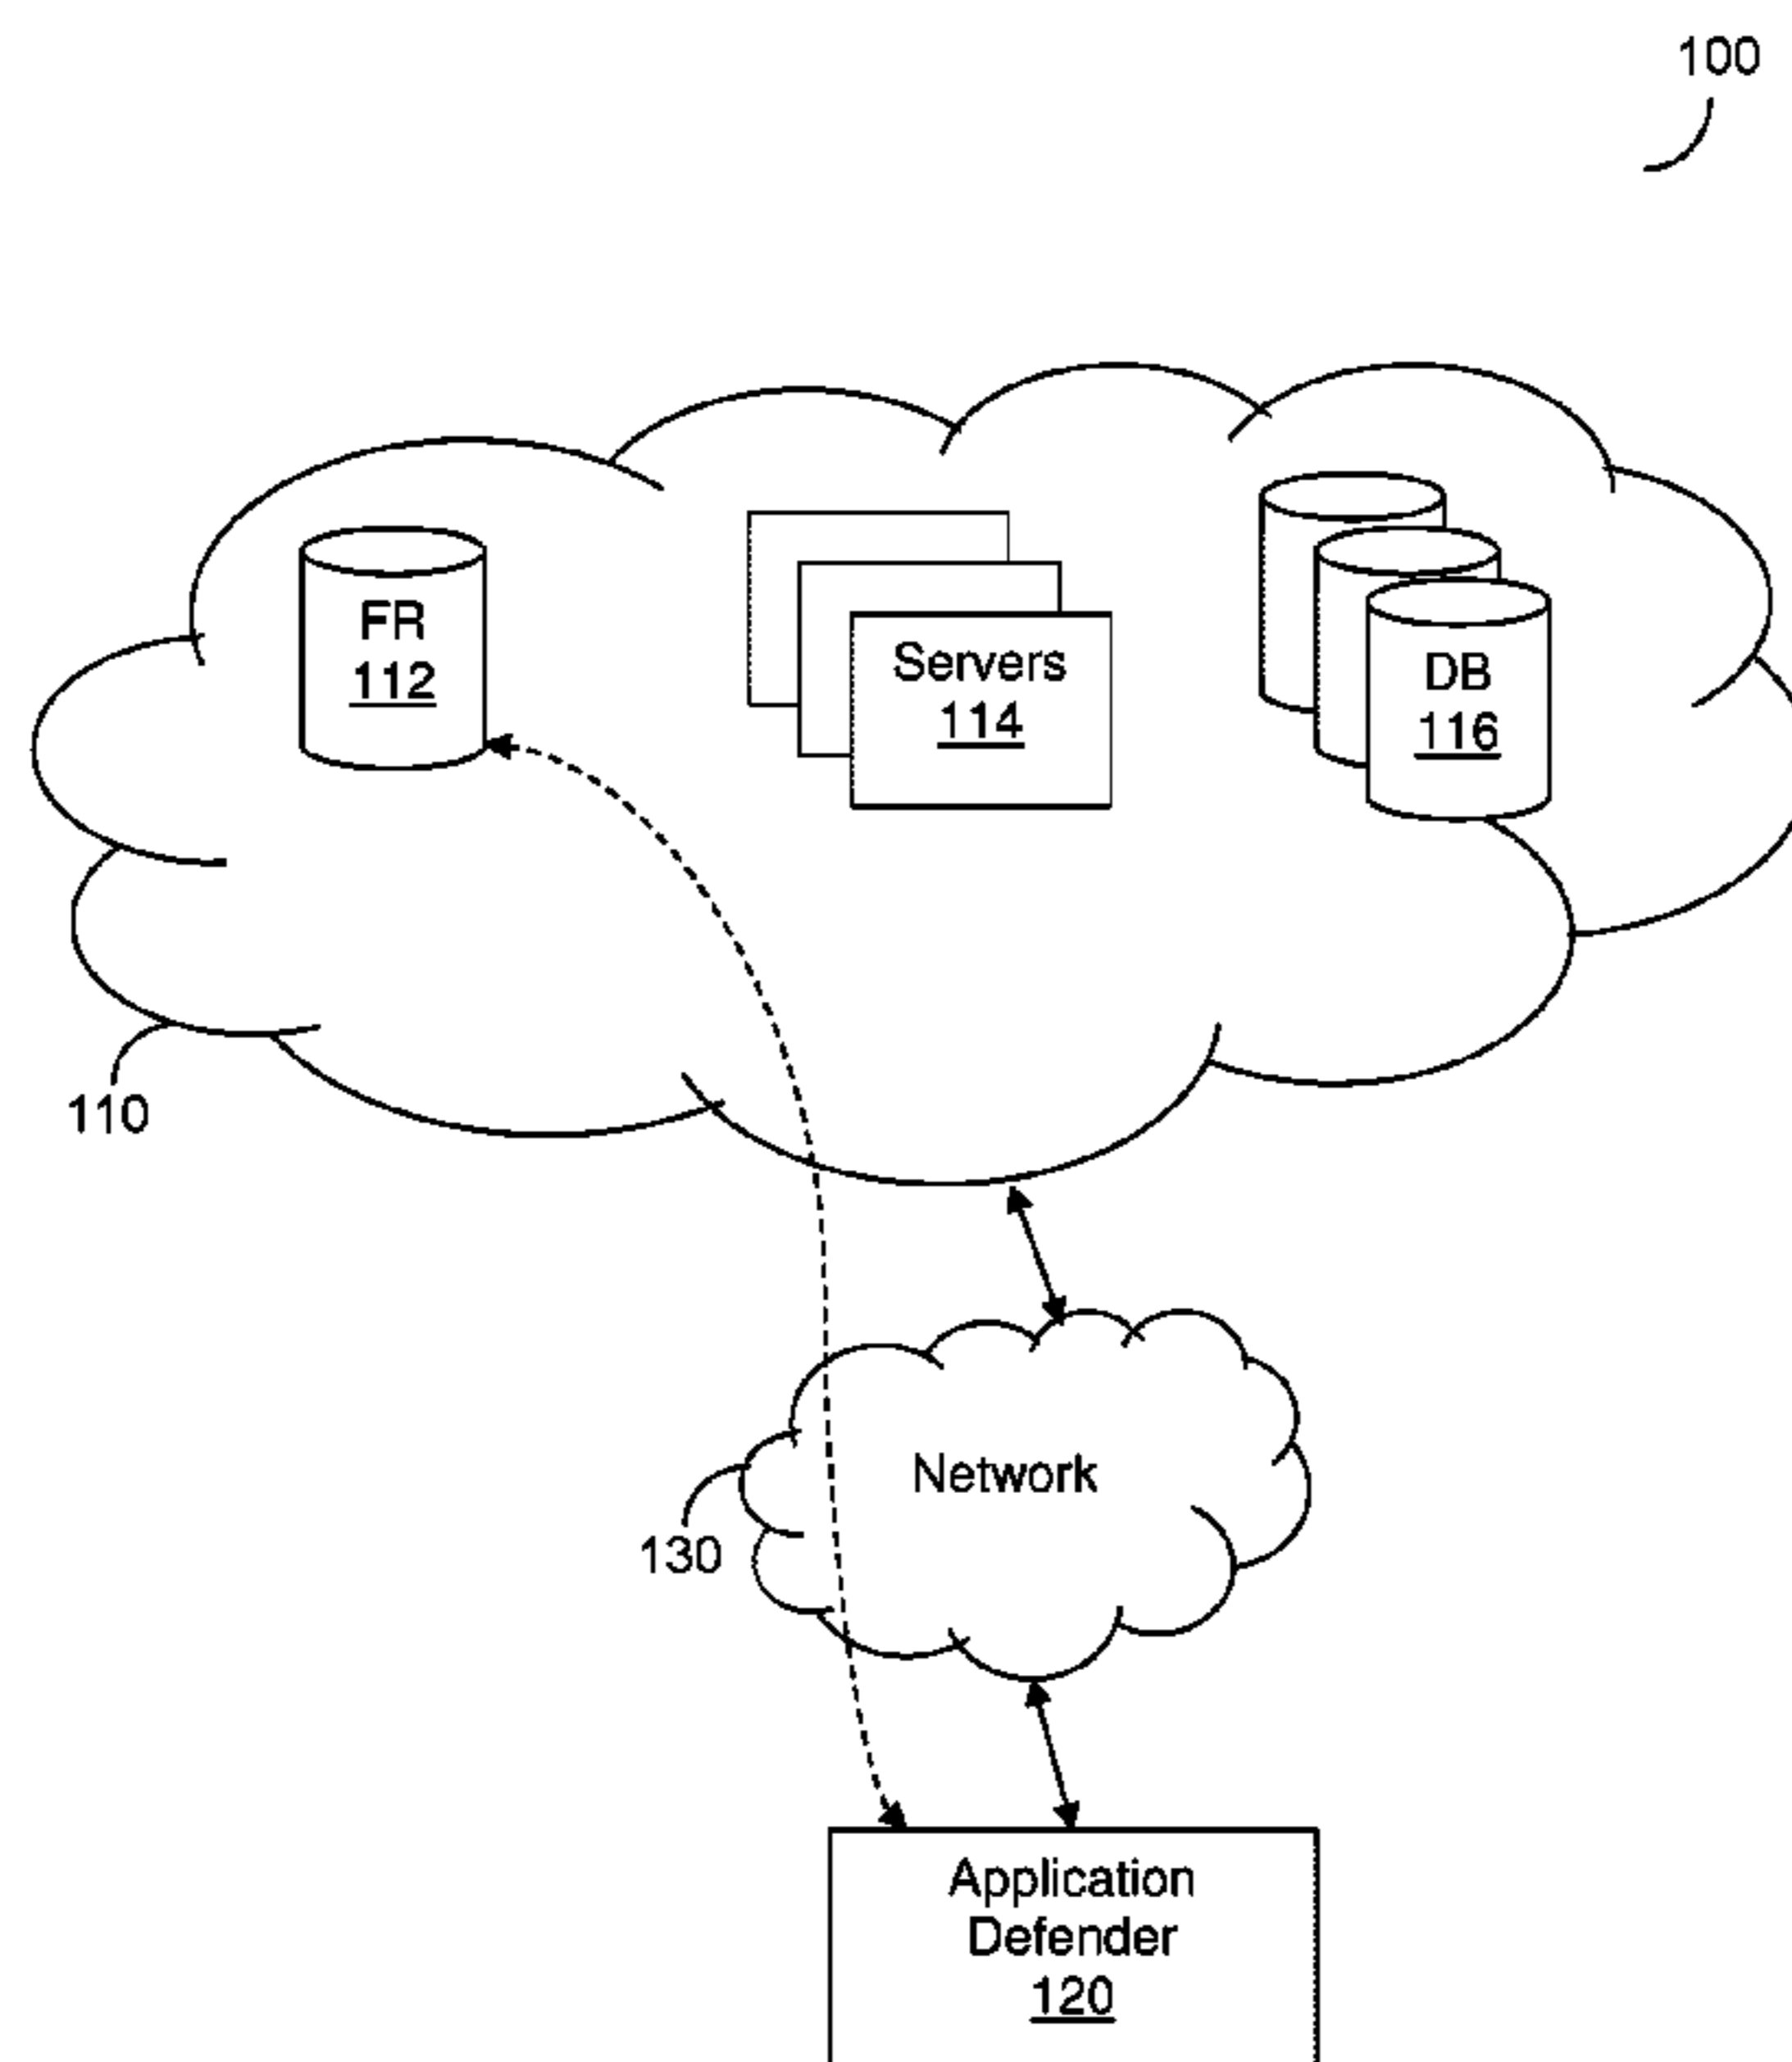 100
FR
112
Servers
114
DB
116
110
Network
130
Application
Defender
120